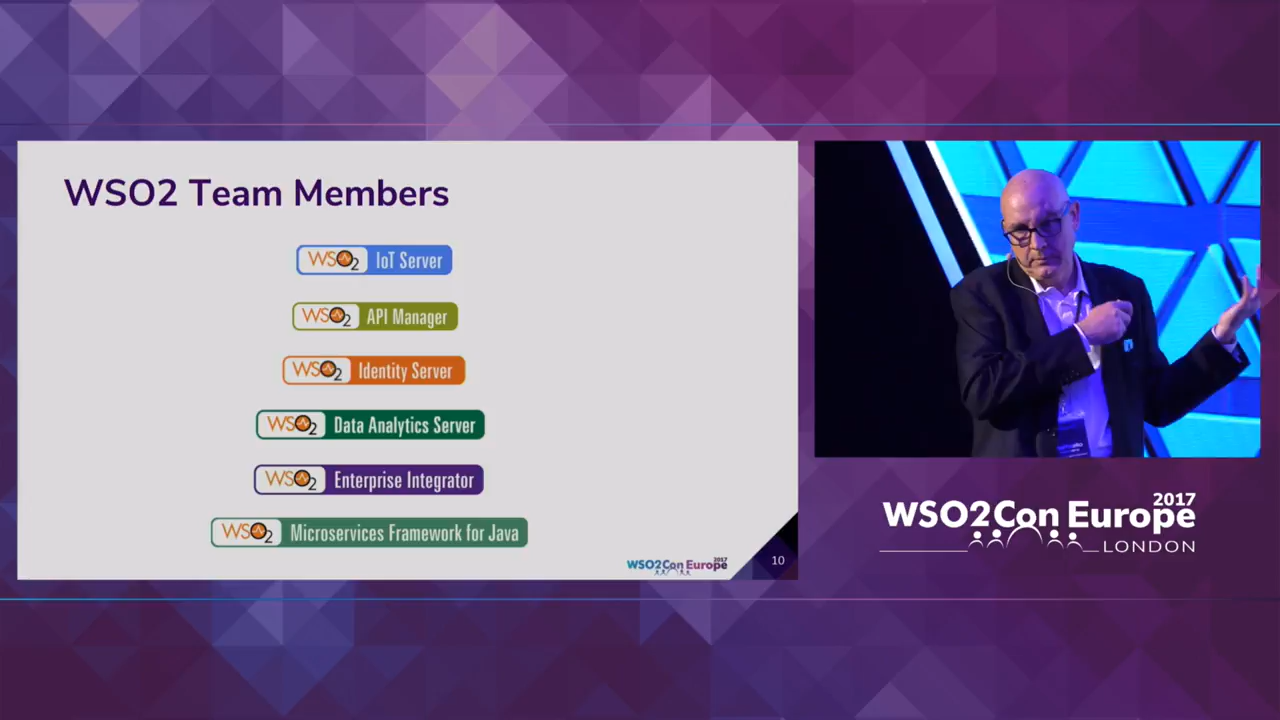 WSO2 Team Members
WSO2 IoT Server
WSO2 API Manager
WSO2 Identity Server
WSO2 Data Analytics Server
WSO2 Enterprise Integrator
WSO2 Microservices Framework for Java
WSO2Con Europe 2017
10
WSO2Con Europe 2017
LONDON